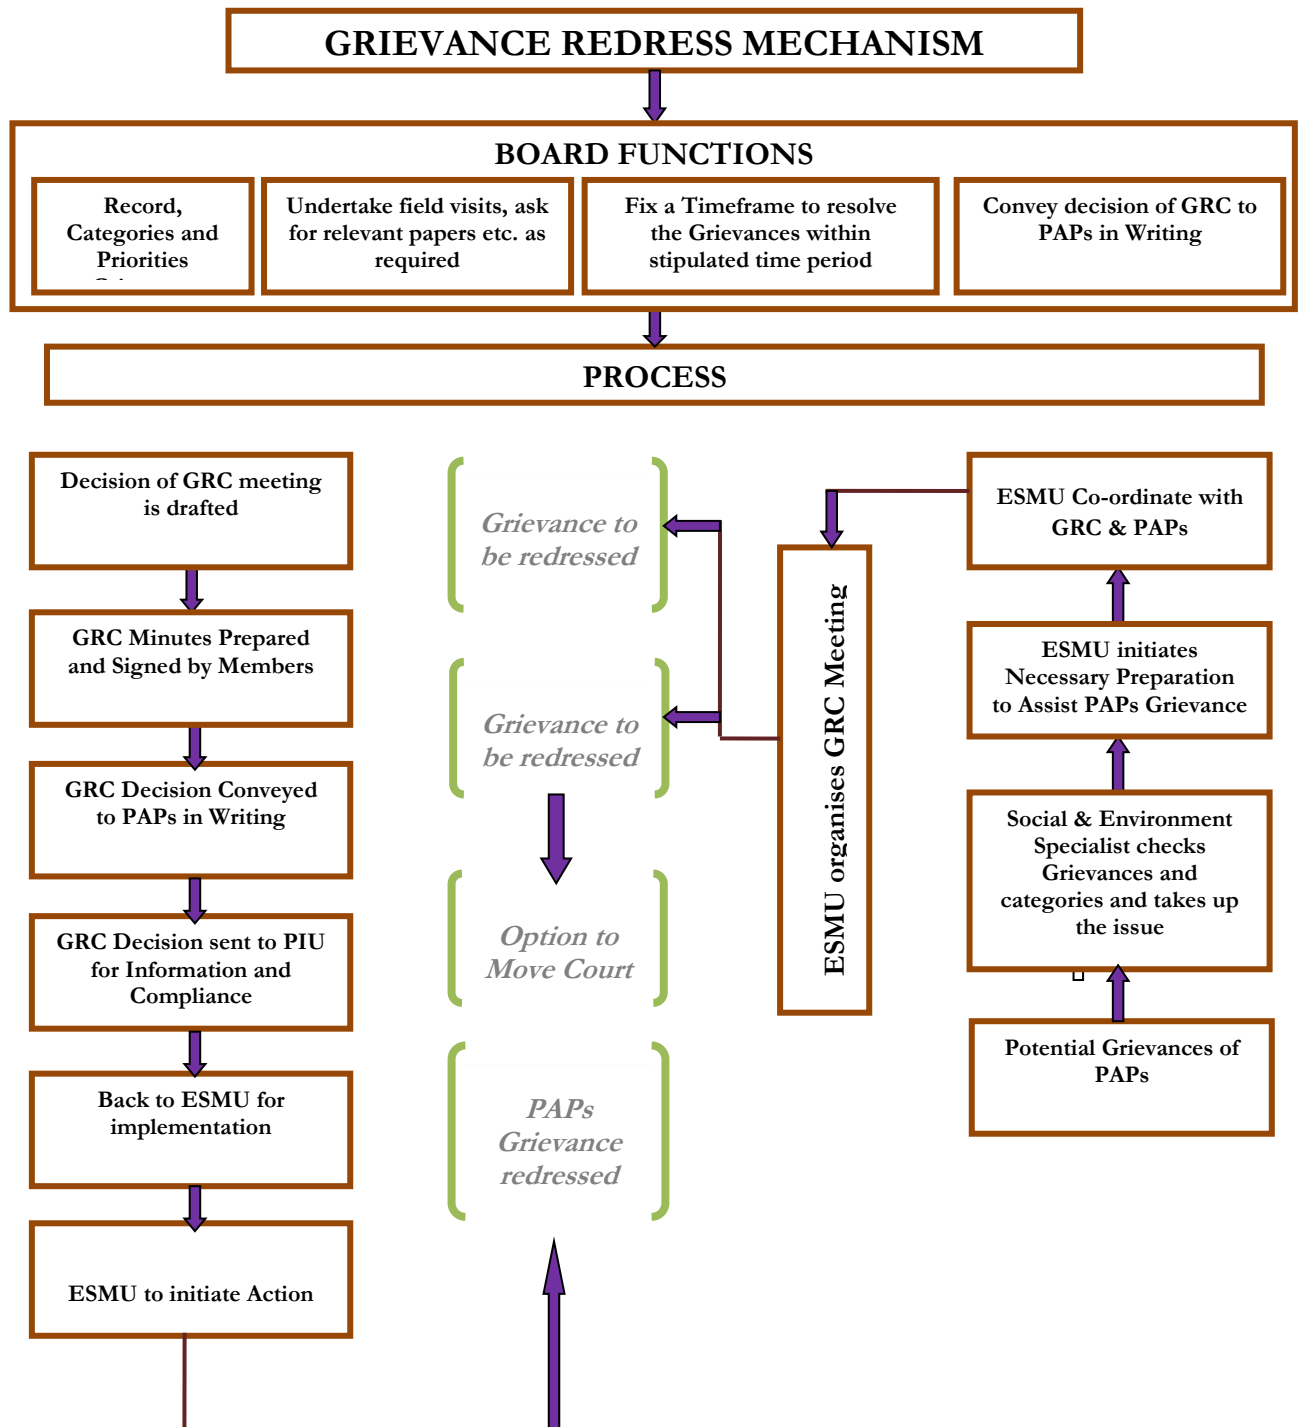 GRIEVANCE REDRESS MECHANISM
BOARD FUNCTIONS
Record,
Categories and
Priorities
Undertake field visits, ask
for relevant papers etc. as
required
Fix a Timeframe to resolve
the Grievances within
stipulated time period
Convey decision of GRC to
PAPs in Writing
PROCESS
Decision of GRC meeting
is drafted
GRC Minutes Prepared
and Signed by Members
GRC Decision Conveyed
to PAPs in Writing
GRC Decision sent to PIU
for Information and
Compliance
Back to ESMU for
implementation
ESMU to initiate Action
Grievance to
be redressed
Grievance to
be redressed
Option to
Move Court
PAPs
Grievance
redressed
ESMU organises GRC Meeting
ESMU Co-ordinate with
GRC & PAPs
ESMU initiates
Necessary Preparation
to Assist PAPs Grievance
Social & Environment
Specialist checks
Grievances and
categories and takes up
the issue
Potential Grievances of
PAPs